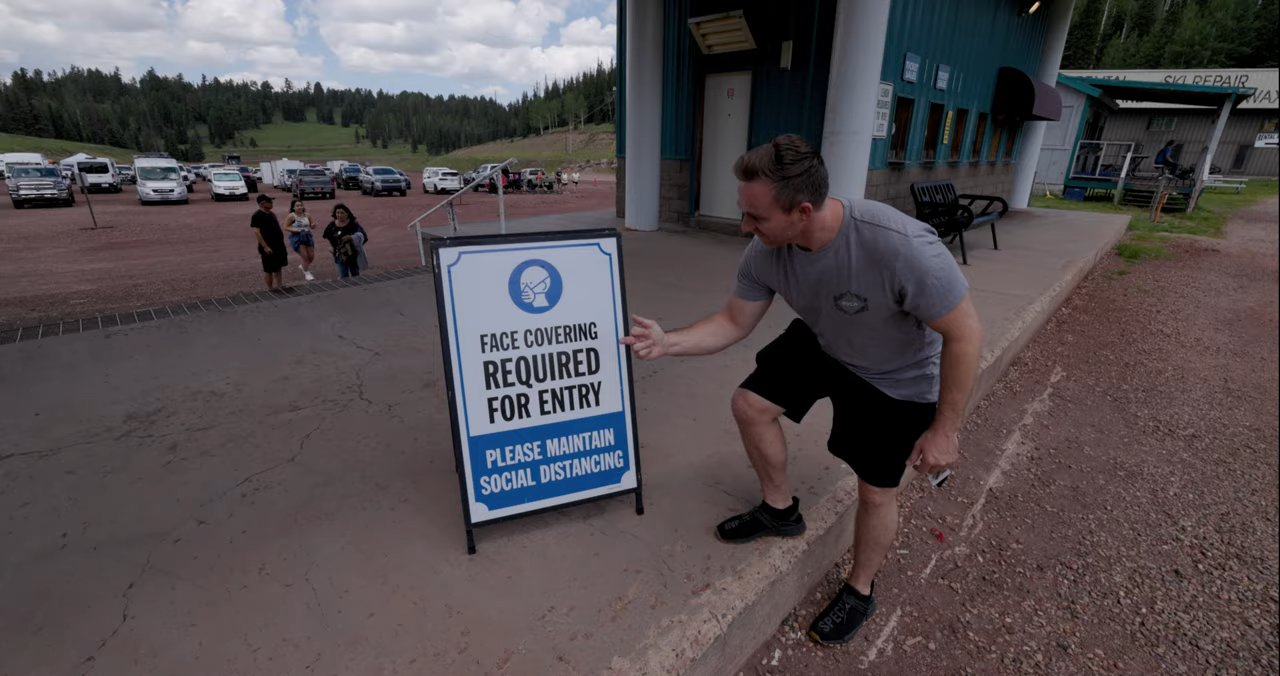 FACE COVERING
REQUIRED
FOR ENTRY
PLEASE MAINTAIN
SOCIAL DISTANCING
SKI REPAIR